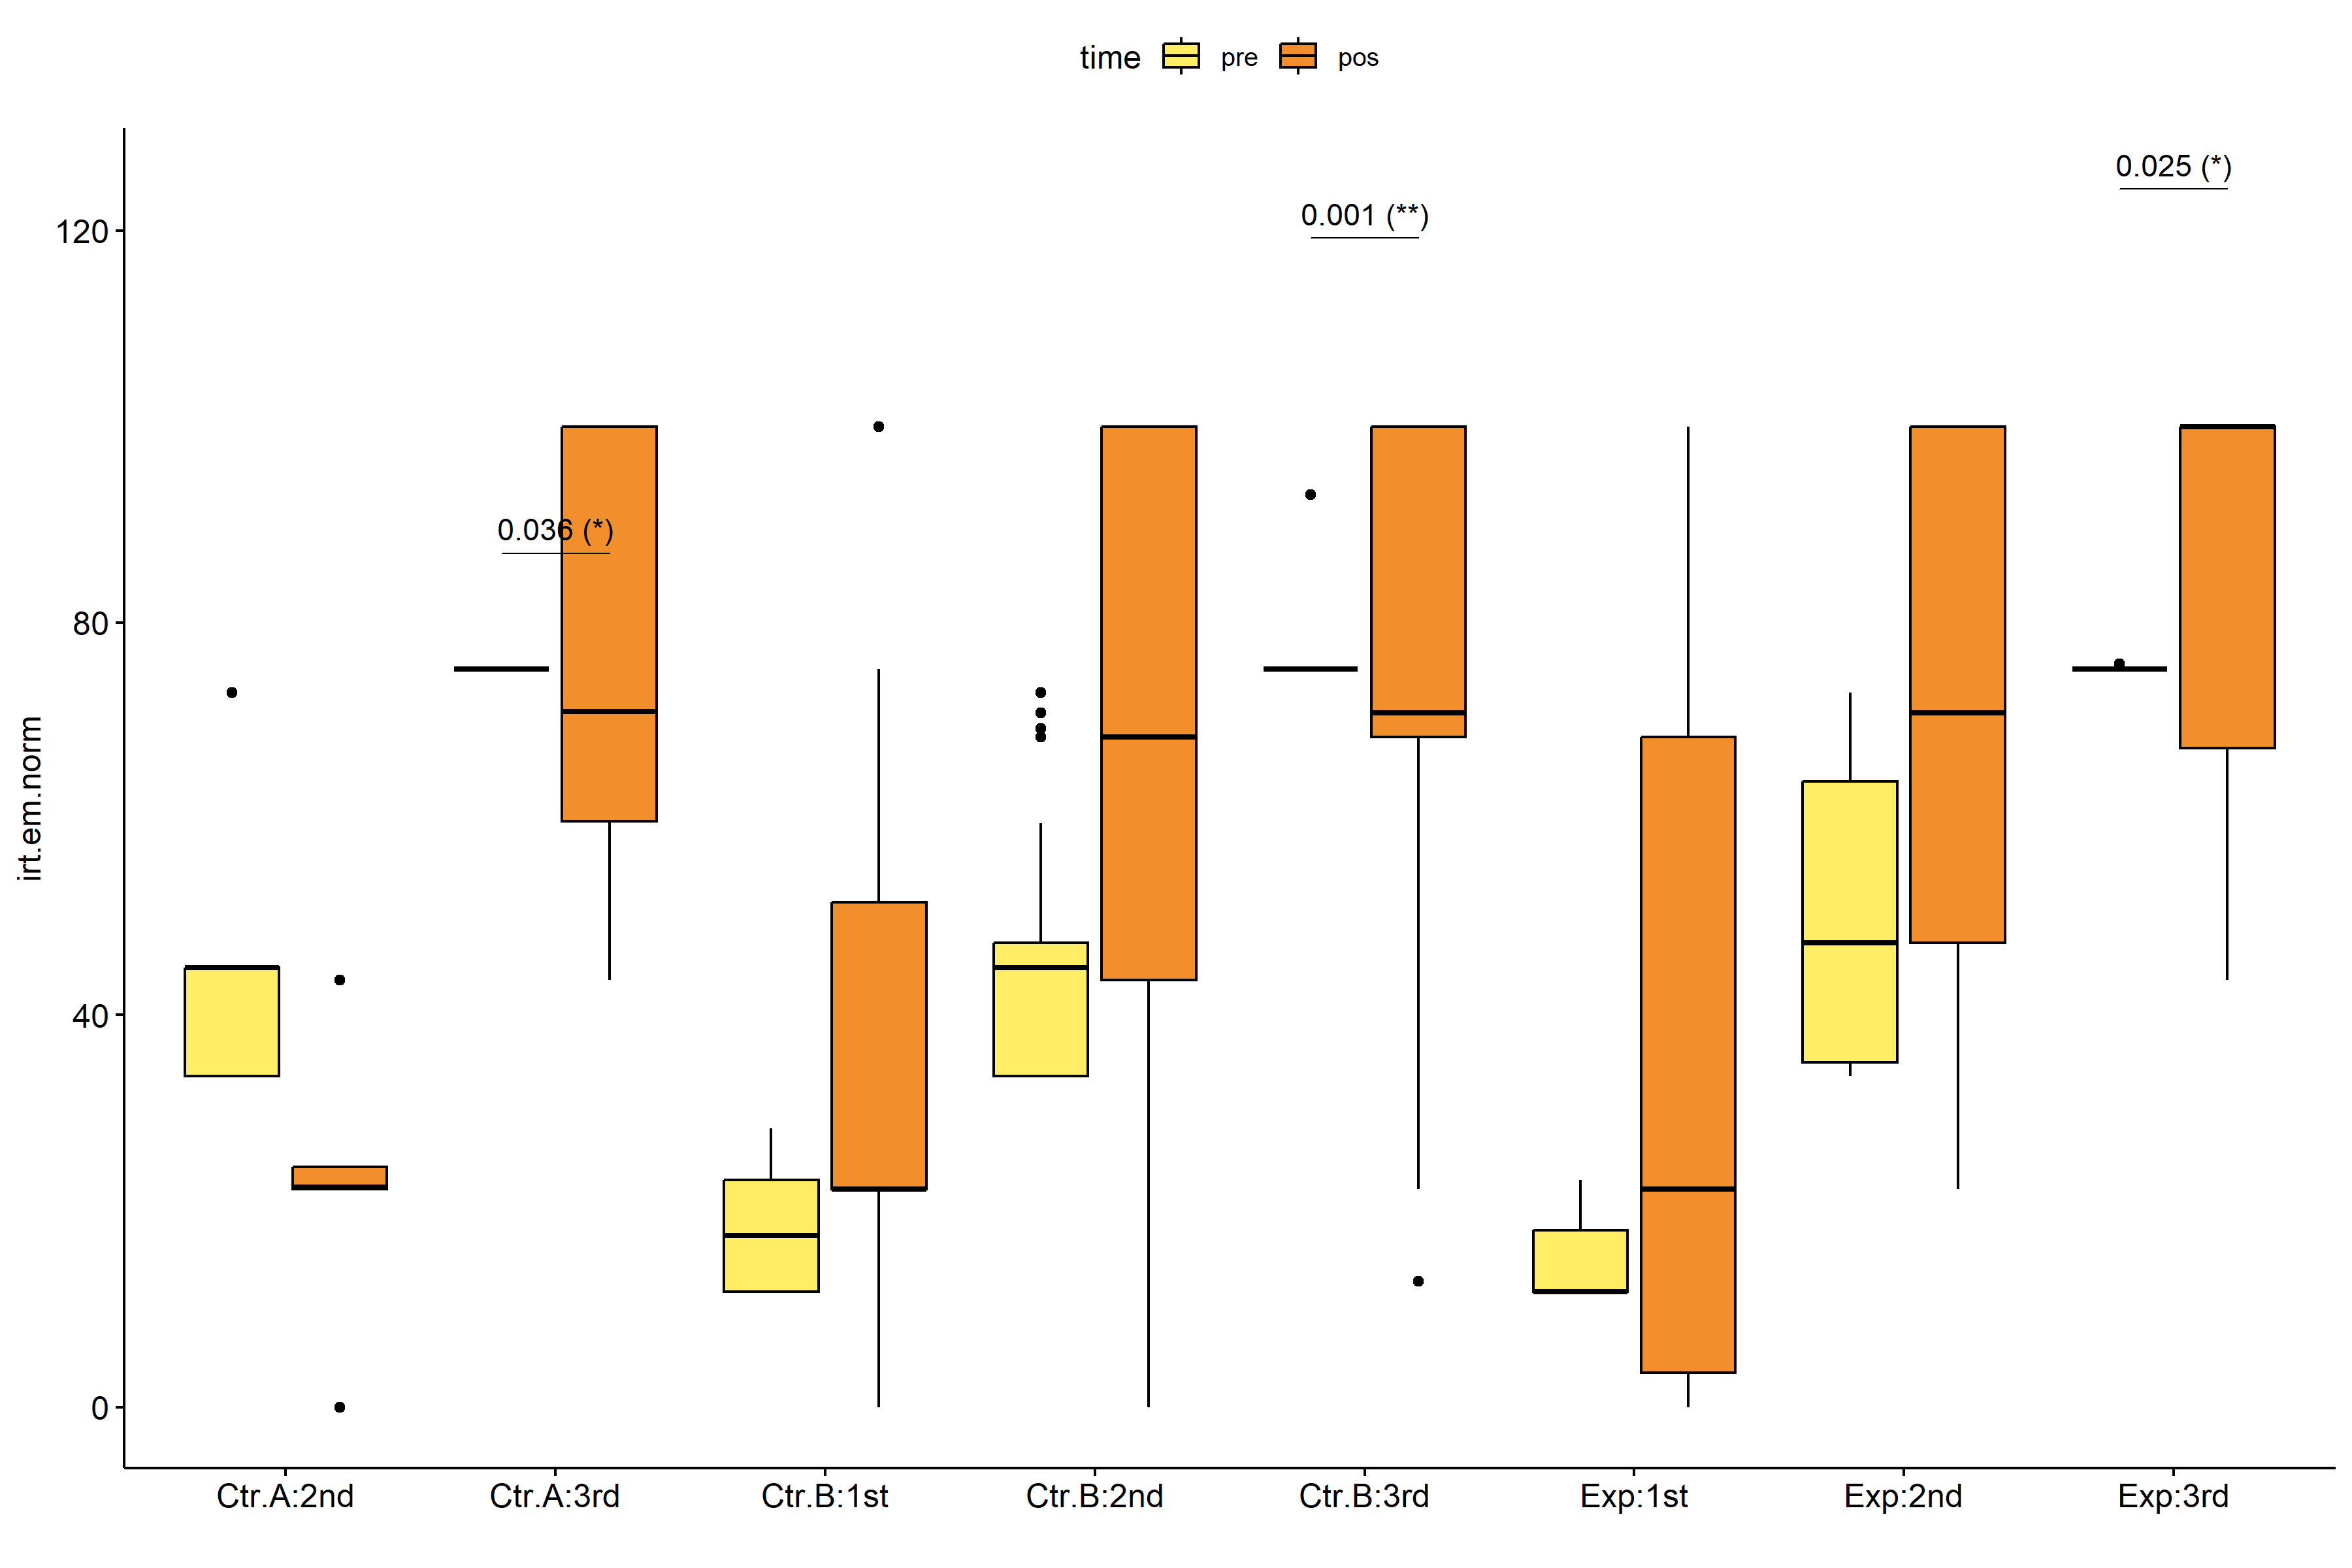 time pre pos
0.025 (*)
0.001 (**)
120
0.036 (*)
80
irt.em.norm
40
0
Ctr.A:2nd Ctr.A:3rd Ctr.B:1st Ctr.B:2nd Ctr.B:3rd Exp:1st Exp:2nd Exp:3rd